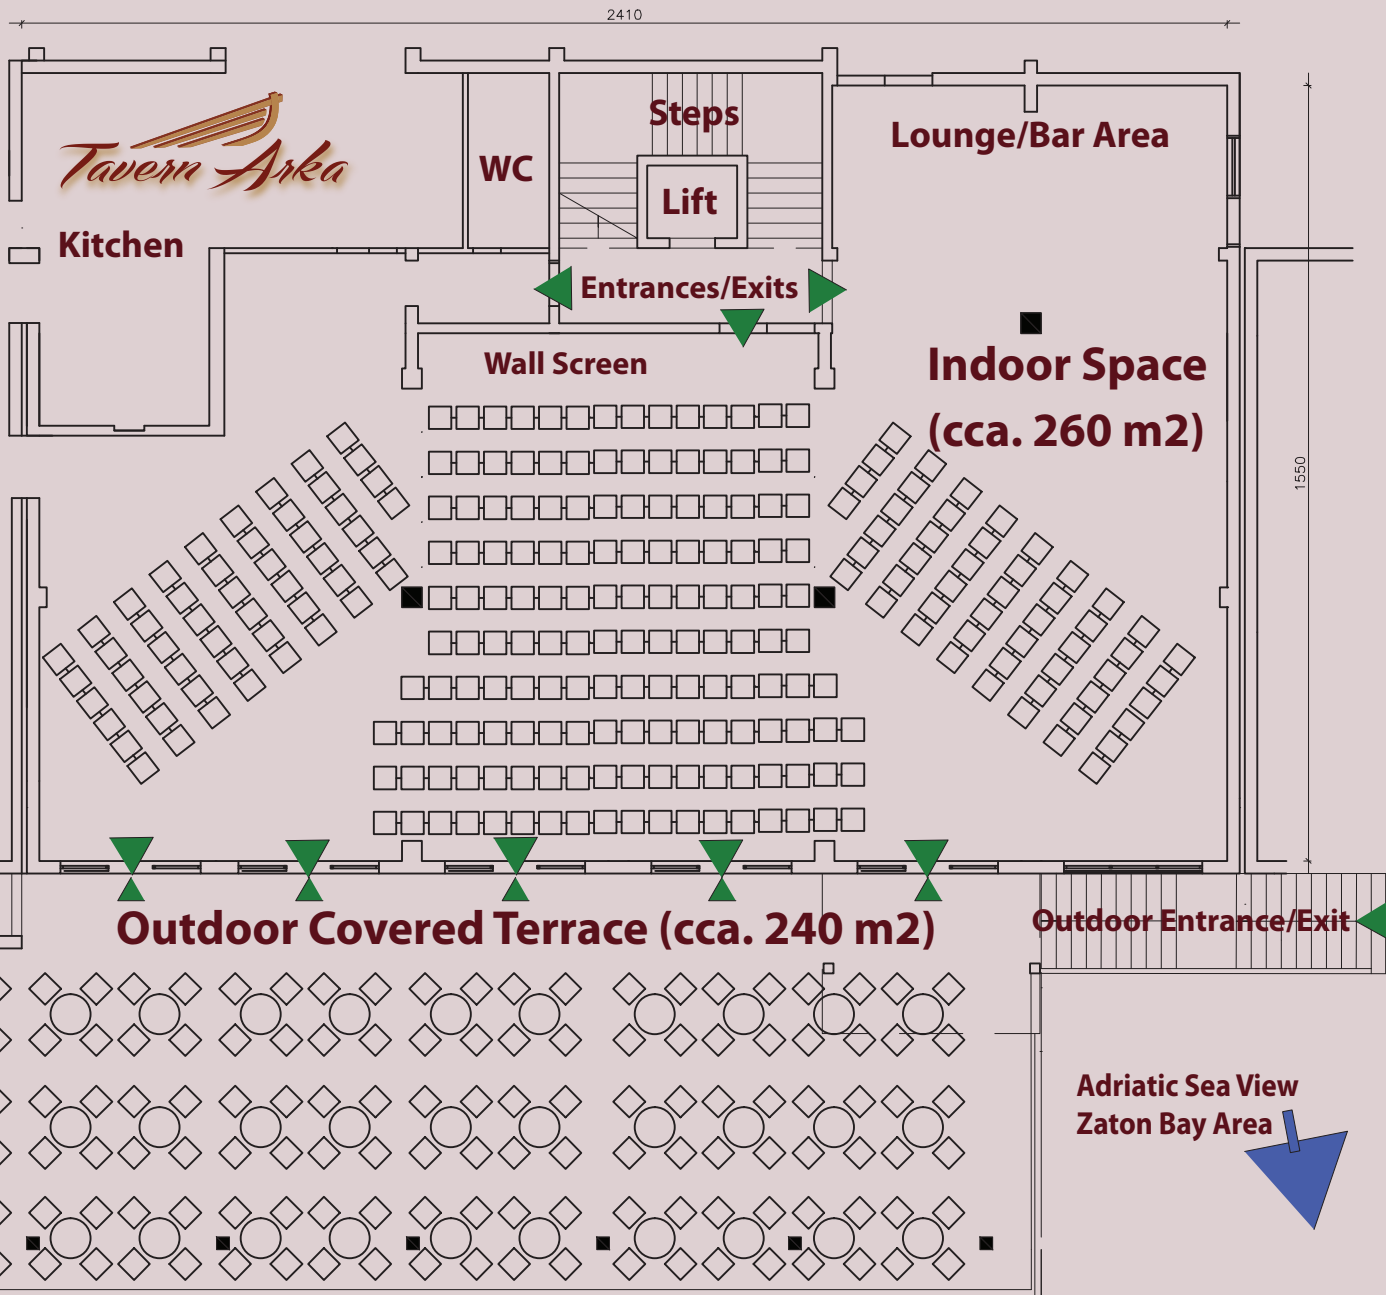 2410
Steps
Lounge/Bar Area
Tavern Arka
WC
Lift
Kitchen
Entrances/Exits
Wall Screen
Indoor Space
(cca. 260 m2)
1550
Outdoor Covered Terrace (cca. 240 m2)
Outdoor Entrance/Exit
Adriatic Sea View
Zaton Bay Area